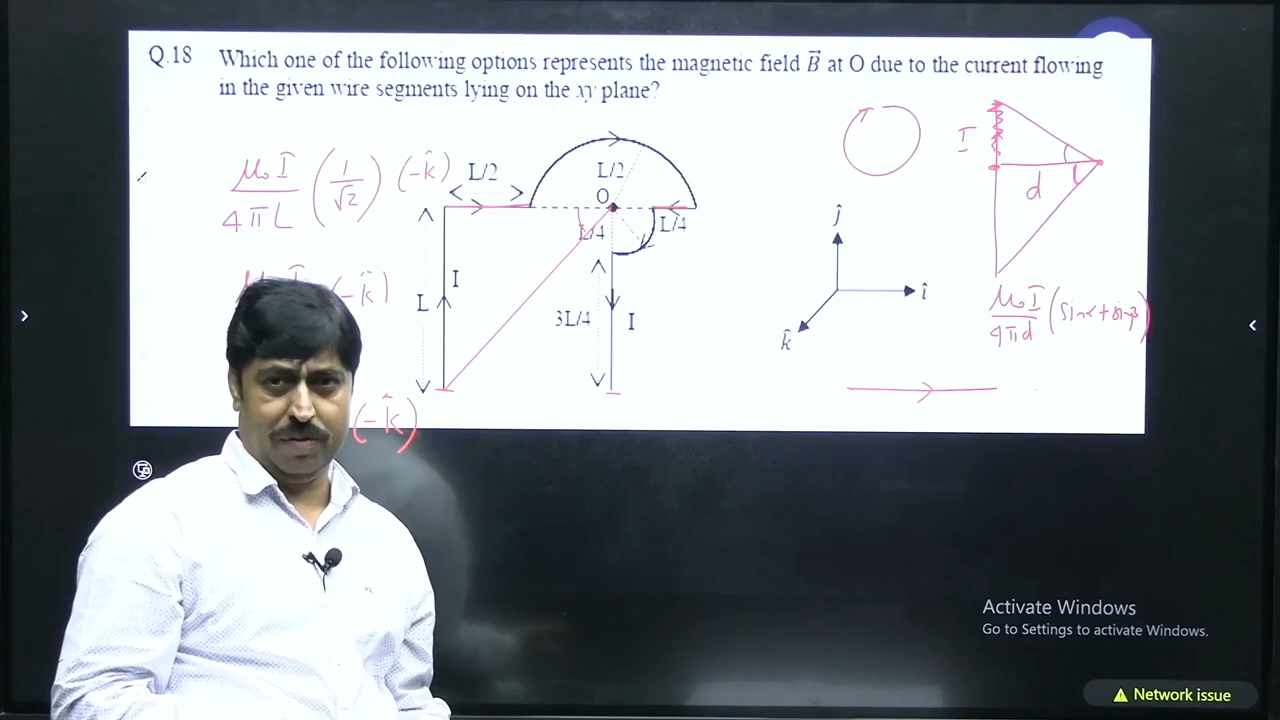 Q.18 Which one of the following options represents the magnetic field B⃗ at O due to the current flowing
in the given wire segments lying on the xy plane?
μ₀I / 4πL (1/√2) (-k̂)
L/2
L/2
O
L/4
L/4
I
L
3L/4
I
(-k̂)
(-k̂)
I
d
ĵ
î
k̂
μ₀I / 4πd (sinα + sinβ)
Activate Windows
Go to Settings to activate Windows.
Network issue